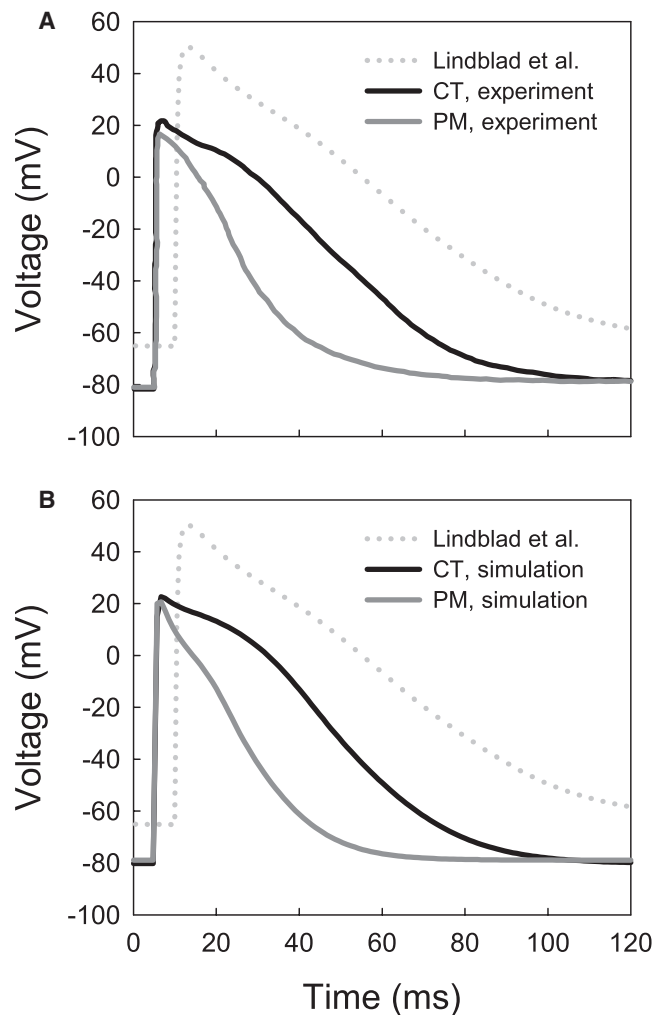 A
60
40
20
0
-20
-40
-60
-80
-100
Voltage (mV)
Lindblad et al.
CT, experiment
PM, experiment
B
60
40
20
0
-20
-40
-60
-80
-100
Voltage (mV)
Lindblad et al.
CT, simulation
PM, simulation
0 20 40 60 80 100 120
Time (ms)